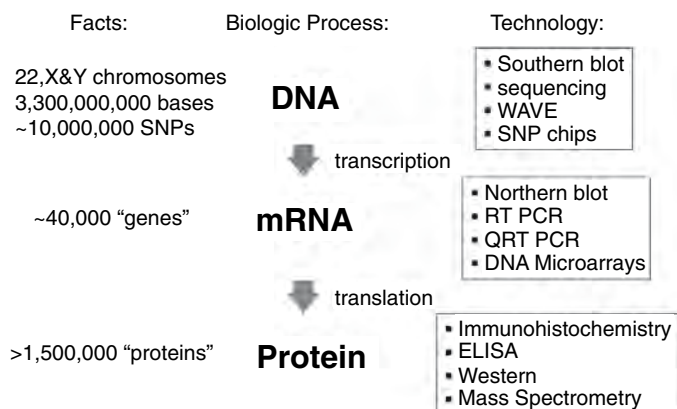 Facts:
Biologic Process:
Technology:
22,X&Y chromosomes
3,300,000,000 bases
~10,000,000 SNPs
DNA
▪ Southern blot
▪ sequencing
▪ WAVE
▪ SNP chips
transcription
~40,000 “genes”
mRNA
▪ Northern blot
▪ RT PCR
▪ QRT PCR
▪ DNA Microarrays
translation
>1,500,000 “proteins”
Protein
▪ Immunohistochemistry
▪ ELISA
▪ Western
▪ Mass Spectrometry